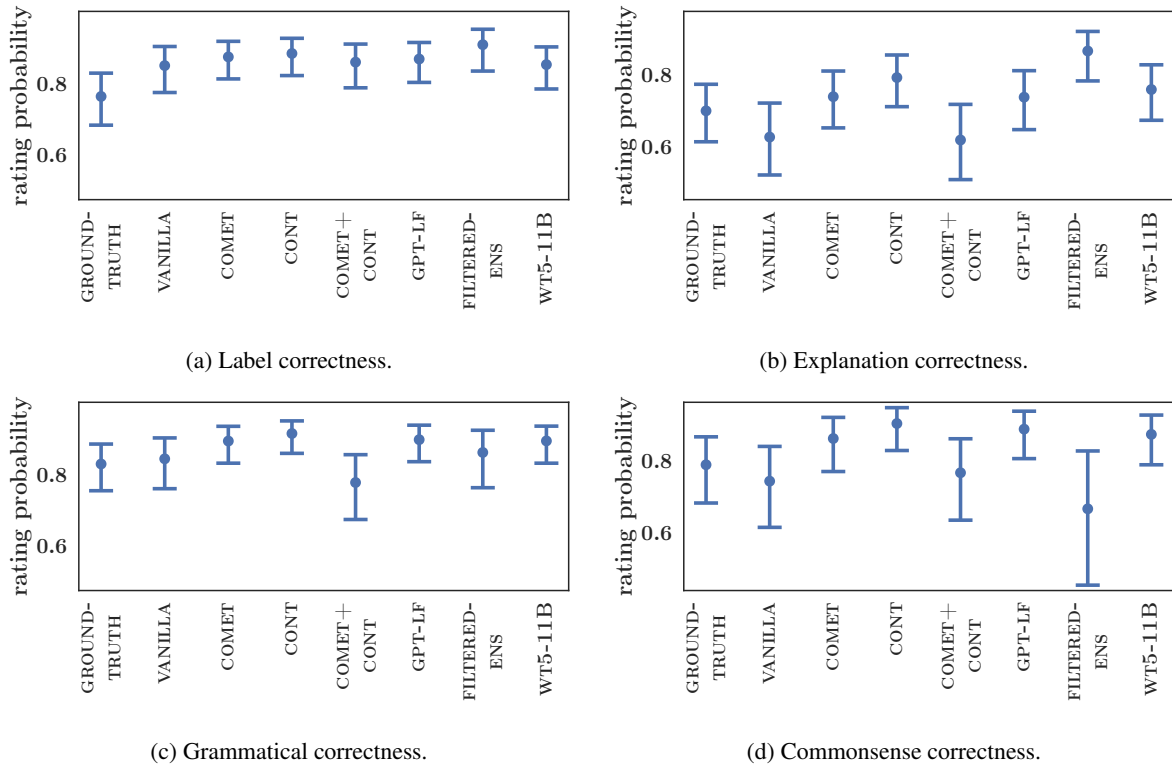 rating probability
0.8
0.6
GROUND-
TRUTH
VANILLA
COMET
CONT
COMET+
CONT
GPT-LF
FILTERED-
ENS
WT5-11B
(a) Label correctness.
rating probability
0.8
0.6
GROUND-
TRUTH
VANILLA
COMET
CONT
COMET+
CONT
GPT-LF
FILTERED-
ENS
WT5-11B
(b) Explanation correctness.
rating probability
0.8
0.6
GROUND-
TRUTH
VANILLA
COMET
CONT
COMET+
CONT
GPT-LF
FILTERED-
ENS
WT5-11B
(c) Grammatical correctness.
rating probability
0.8
0.6
GROUND-
TRUTH
VANILLA
COMET
CONT
COMET+
CONT
GPT-LF
FILTERED-
ENS
WT5-11B
(d) Commonsense correctness.